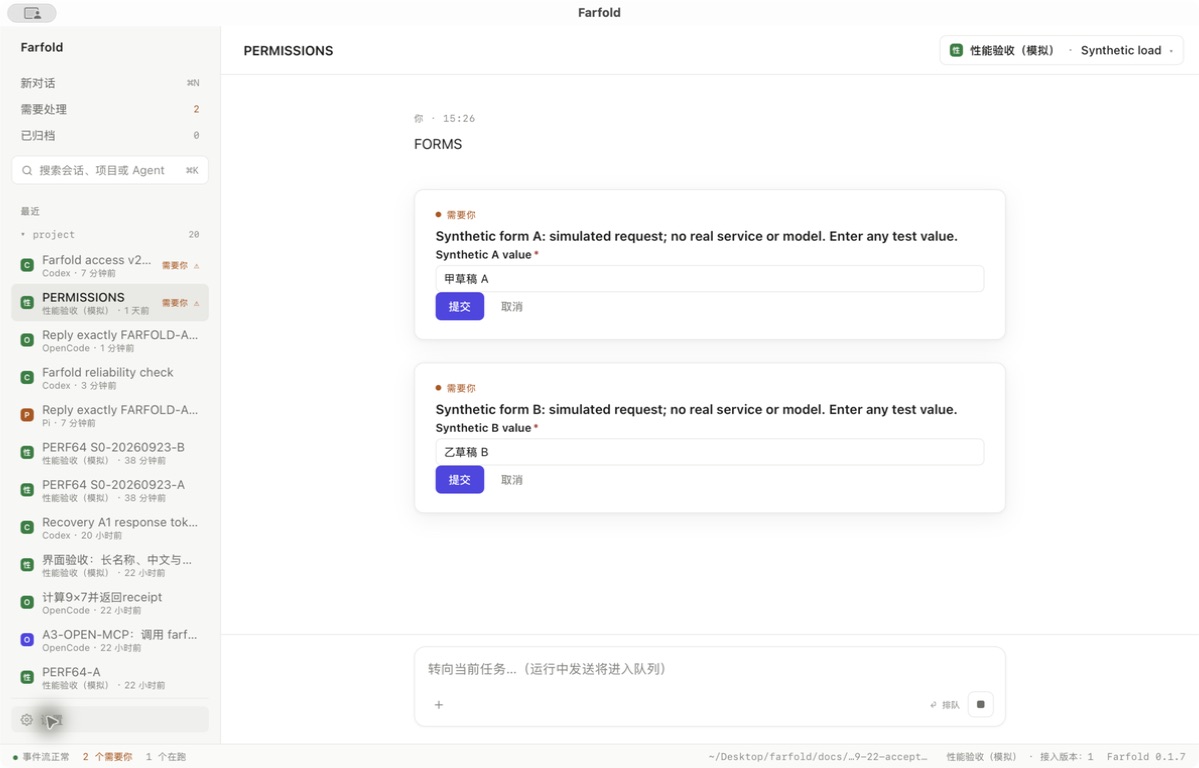 Farfold
Farfold
新对话 ⌘N
需要处理 2
已归档 0
搜索会话、项目或 Agent ⌘K
最近
project 20
C Farfold access v2... 需要你
Codex · 7 分钟前
性 PERMISSIONS 需要你
性能验收（模拟） · 1 天前
O Reply exactly FARFOLD-A...
OpenCode · 1 分钟前
C Farfold reliability check
Codex · 3 分钟前
P Reply exactly FARFOLD-A...
Pi · 7 分钟前
性 PERF64 S0-20260923-B
性能验收（模拟） · 38 分钟前
性 PERF64 S0-20260923-A
性能验收（模拟） · 38 分钟前
C Recovery A1 response tok...
Codex · 20 小时前
性 界面验收：长名称、中文与...
性能验收（模拟） · 22 小时前
O 计算9×7并返回receipt
OpenCode · 22 小时前
O A3-OPEN-MCP：调用 farf...
OpenCode · 22 小时前
性 PERF64-A
性能验收（模拟） · 22 小时前
PERMISSIONS
性 性能验收（模拟） · Synthetic load
你 · 15:26
FORMS
需要你
Synthetic form A: simulated request; no real service or model. Enter any test value.
Synthetic A value *
甲草稿 A
提交 取消
需要你
Synthetic form B: simulated request; no real service or model. Enter any test value.
Synthetic B value *
乙草稿 B
提交 取消
转向当前任务...（运行中发送将进入队列）
+ ⏎ 排队
事件流正常 2 个需要你 1 个在跑 ~/Desktop/farfold/docs/…9-22-accept… 性能验收（模拟） · 接入版本：1 Farfold 0.1.7